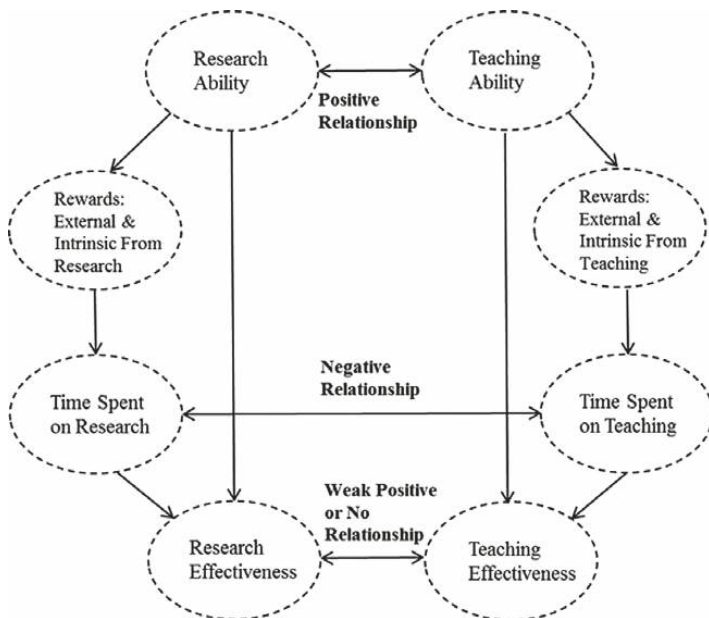 Research
Ability
Teaching
Ability
Positive
Relationship
Rewards:
External &
Intrinsic From
Research
Rewards:
External &
Intrinsic From
Teaching
Negative
Relationship
Time Spent
on Research
Time Spent
on Teaching
Weak Positive
or No
Relationship
Research
Effectiveness
Teaching
Effectiveness